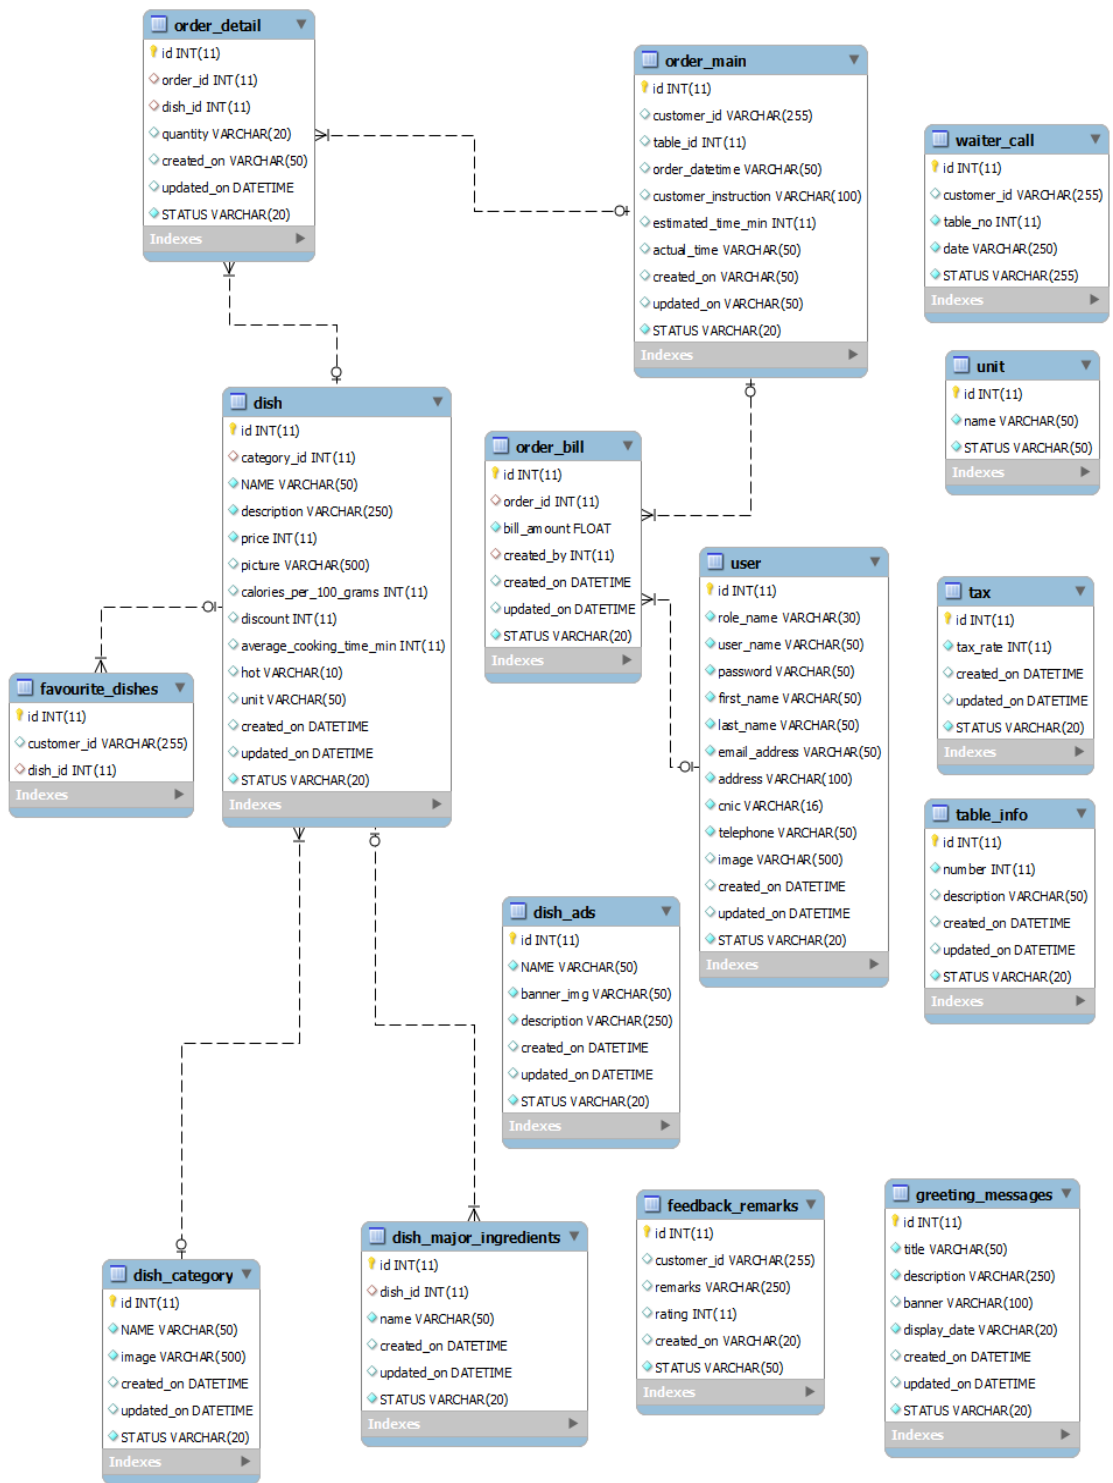 order_detail
id INT(11)
order_id INT(11)
dish_id INT(11)
quantity VARCHAR(20)
created_on VARCHAR(50)
updated_on DATETIME
STATUS VARCHAR(20)
Indexes
order_main
id INT(11)
customer_id VARCHAR(255)
table_id INT(11)
order_datetime VARCHAR(50)
customer_instruction VARCHAR(100)
estimated_time_min INT(11)
actual_time VARCHAR(50)
created_on VARCHAR(50)
updated_on VARCHAR(50)
STATUS VARCHAR(20)
Indexes
waiter_call
id INT(11)
customer_id VARCHAR(255)
table_no INT(11)
date VARCHAR(250)
STATUS VARCHAR(255)
Indexes
unit
id INT(11)
name VARCHAR(50)
STATUS VARCHAR(50)
Indexes
dish
id INT(11)
category_id INT(11)
NAME VARCHAR(50)
description VARCHAR(250)
price INT(11)
picture VARCHAR(500)
calories_per_100_grams INT(11)
discount INT(11)
average_cooking_time_min INT(11)
hot VARCHAR(10)
unit VARCHAR(50)
created_on DATETIME
updated_on DATETIME
STATUS VARCHAR(20)
Indexes
order_bill
id INT(11)
order_id INT(11)
bill_amount FLOAT
created_by INT(11)
created_on DATETIME
updated_on DATETIME
STATUS VARCHAR(20)
Indexes
user
id INT(11)
role_name VARCHAR(30)
user_name VARCHAR(50)
password VARCHAR(50)
first_name VARCHAR(50)
last_name VARCHAR(50)
email_address VARCHAR(50)
address VARCHAR(100)
cnic VARCHAR(16)
telephone VARCHAR(50)
image VARCHAR(500)
created_on DATETIME
updated_on DATETIME
STATUS VARCHAR(20)
Indexes
tax
id INT(11)
tax_rate INT(11)
created_on DATETIME
updated_on DATETIME
STATUS VARCHAR(20)
Indexes
favourite_dishes
id INT(11)
customer_id VARCHAR(255)
dish_id INT(11)
Indexes
table_info
id INT(11)
number INT(11)
description VARCHAR(50)
created_on DATETIME
updated_on DATETIME
STATUS VARCHAR(20)
Indexes
dish_ads
id INT(11)
NAME VARCHAR(50)
banner_img VARCHAR(50)
description VARCHAR(250)
created_on DATETIME
updated_on DATETIME
STATUS VARCHAR(20)
Indexes
dish_category
id INT(11)
NAME VARCHAR(50)
image VARCHAR(500)
created_on DATETIME
updated_on DATETIME
STATUS VARCHAR(20)
Indexes
dish_major_ingredients
id INT(11)
dish_id INT(11)
name VARCHAR(50)
created_on DATETIME
updated_on DATETIME
STATUS VARCHAR(20)
Indexes
feedback_remarks
id INT(11)
customer_id VARCHAR(255)
remarks VARCHAR(250)
rating INT(11)
created_on VARCHAR(20)
STATUS VARCHAR(50)
Indexes
greeting_messages
id INT(11)
title VARCHAR(50)
description VARCHAR(250)
banner VARCHAR(100)
display_date VARCHAR(20)
created_on DATETIME
updated_on DATETIME
STATUS VARCHAR(20)
Indexes